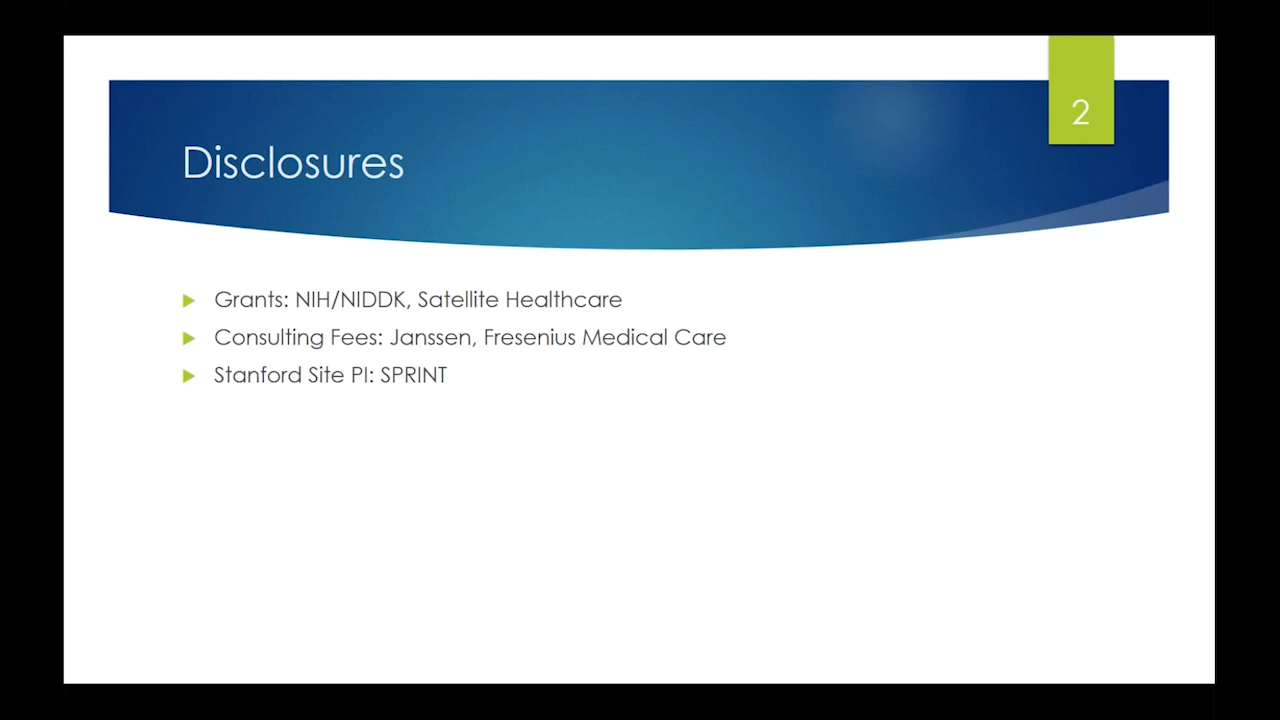 2
Disclosures
Grants: NIH/NIDDK, Satellite Healthcare
Consulting Fees: Janssen, Fresenius Medical Care
Stanford Site PI: SPRINT